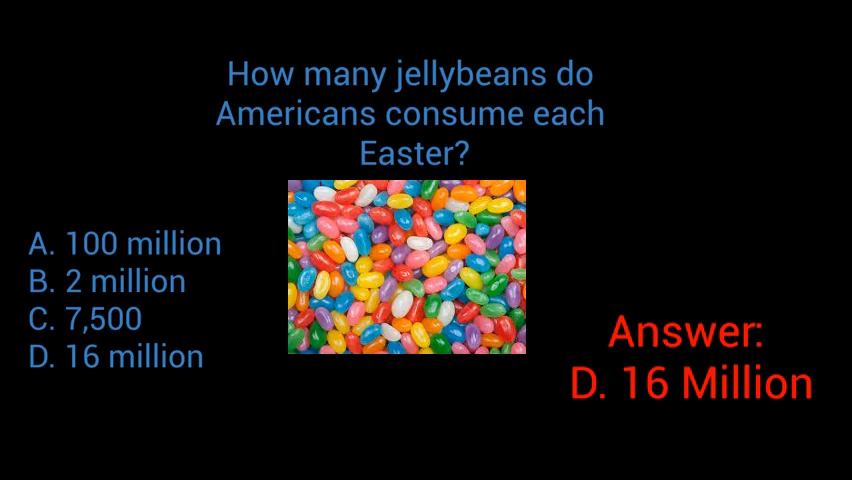 How many jellybeans do
Americans consume each
Easter?
A. 100 million
B. 2 million
C. 7,500
D. 16 million
Answer:
D. 16 Million